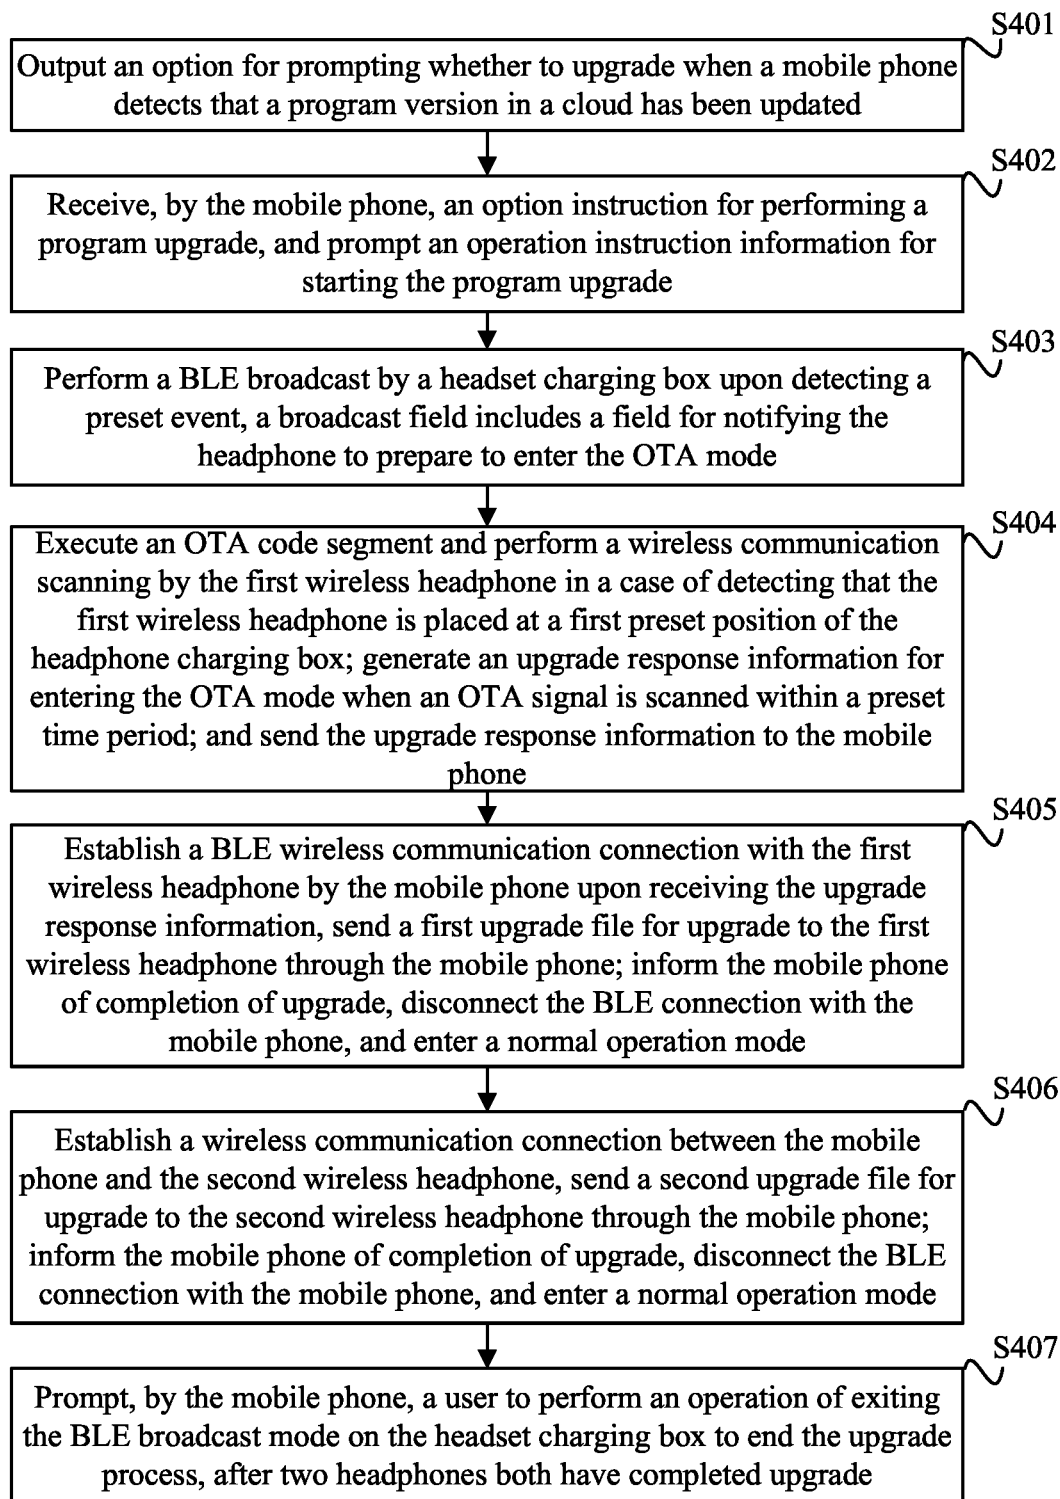 S401
Output an option for prompting whether to upgrade when a mobile phone
detects that a program version in a cloud has been updated
S402
Receive, by the mobile phone, an option instruction for performing a
program upgrade, and prompt an operation instruction information for
starting the program upgrade
S403
Perform a BLE broadcast by a headset charging box upon detecting a
preset event, a broadcast field includes a field for notifying the
headphone to prepare to enter the OTA mode
S404
Execute an OTA code segment and perform a wireless communication
scanning by the first wireless headphone in a case of detecting that the
first wireless headphone is placed at a first preset position of the
headphone charging box; generate an upgrade response information for
entering the OTA mode when an OTA signal is scanned within a preset
time period; and send the upgrade response information to the mobile
phone
S405
Establish a BLE wireless communication connection with the first
wireless headphone by the mobile phone upon receiving the upgrade
response information, send a first upgrade file for upgrade to the first
wireless headphone through the mobile phone; inform the mobile phone
of completion of upgrade, disconnect the BLE connection with the
mobile phone, and enter a normal operation mode
S406
Establish a wireless communication connection between the mobile
phone and the second wireless headphone, send a second upgrade file for
upgrade to the second wireless headphone through the mobile phone;
inform the mobile phone of completion of upgrade, disconnect the BLE
connection with the mobile phone, and enter a normal operation mode
S407
Prompt, by the mobile phone, a user to perform an operation of exiting
the BLE broadcast mode on the headset charging box to end the upgrade
process, after two headphones both have completed upgrade